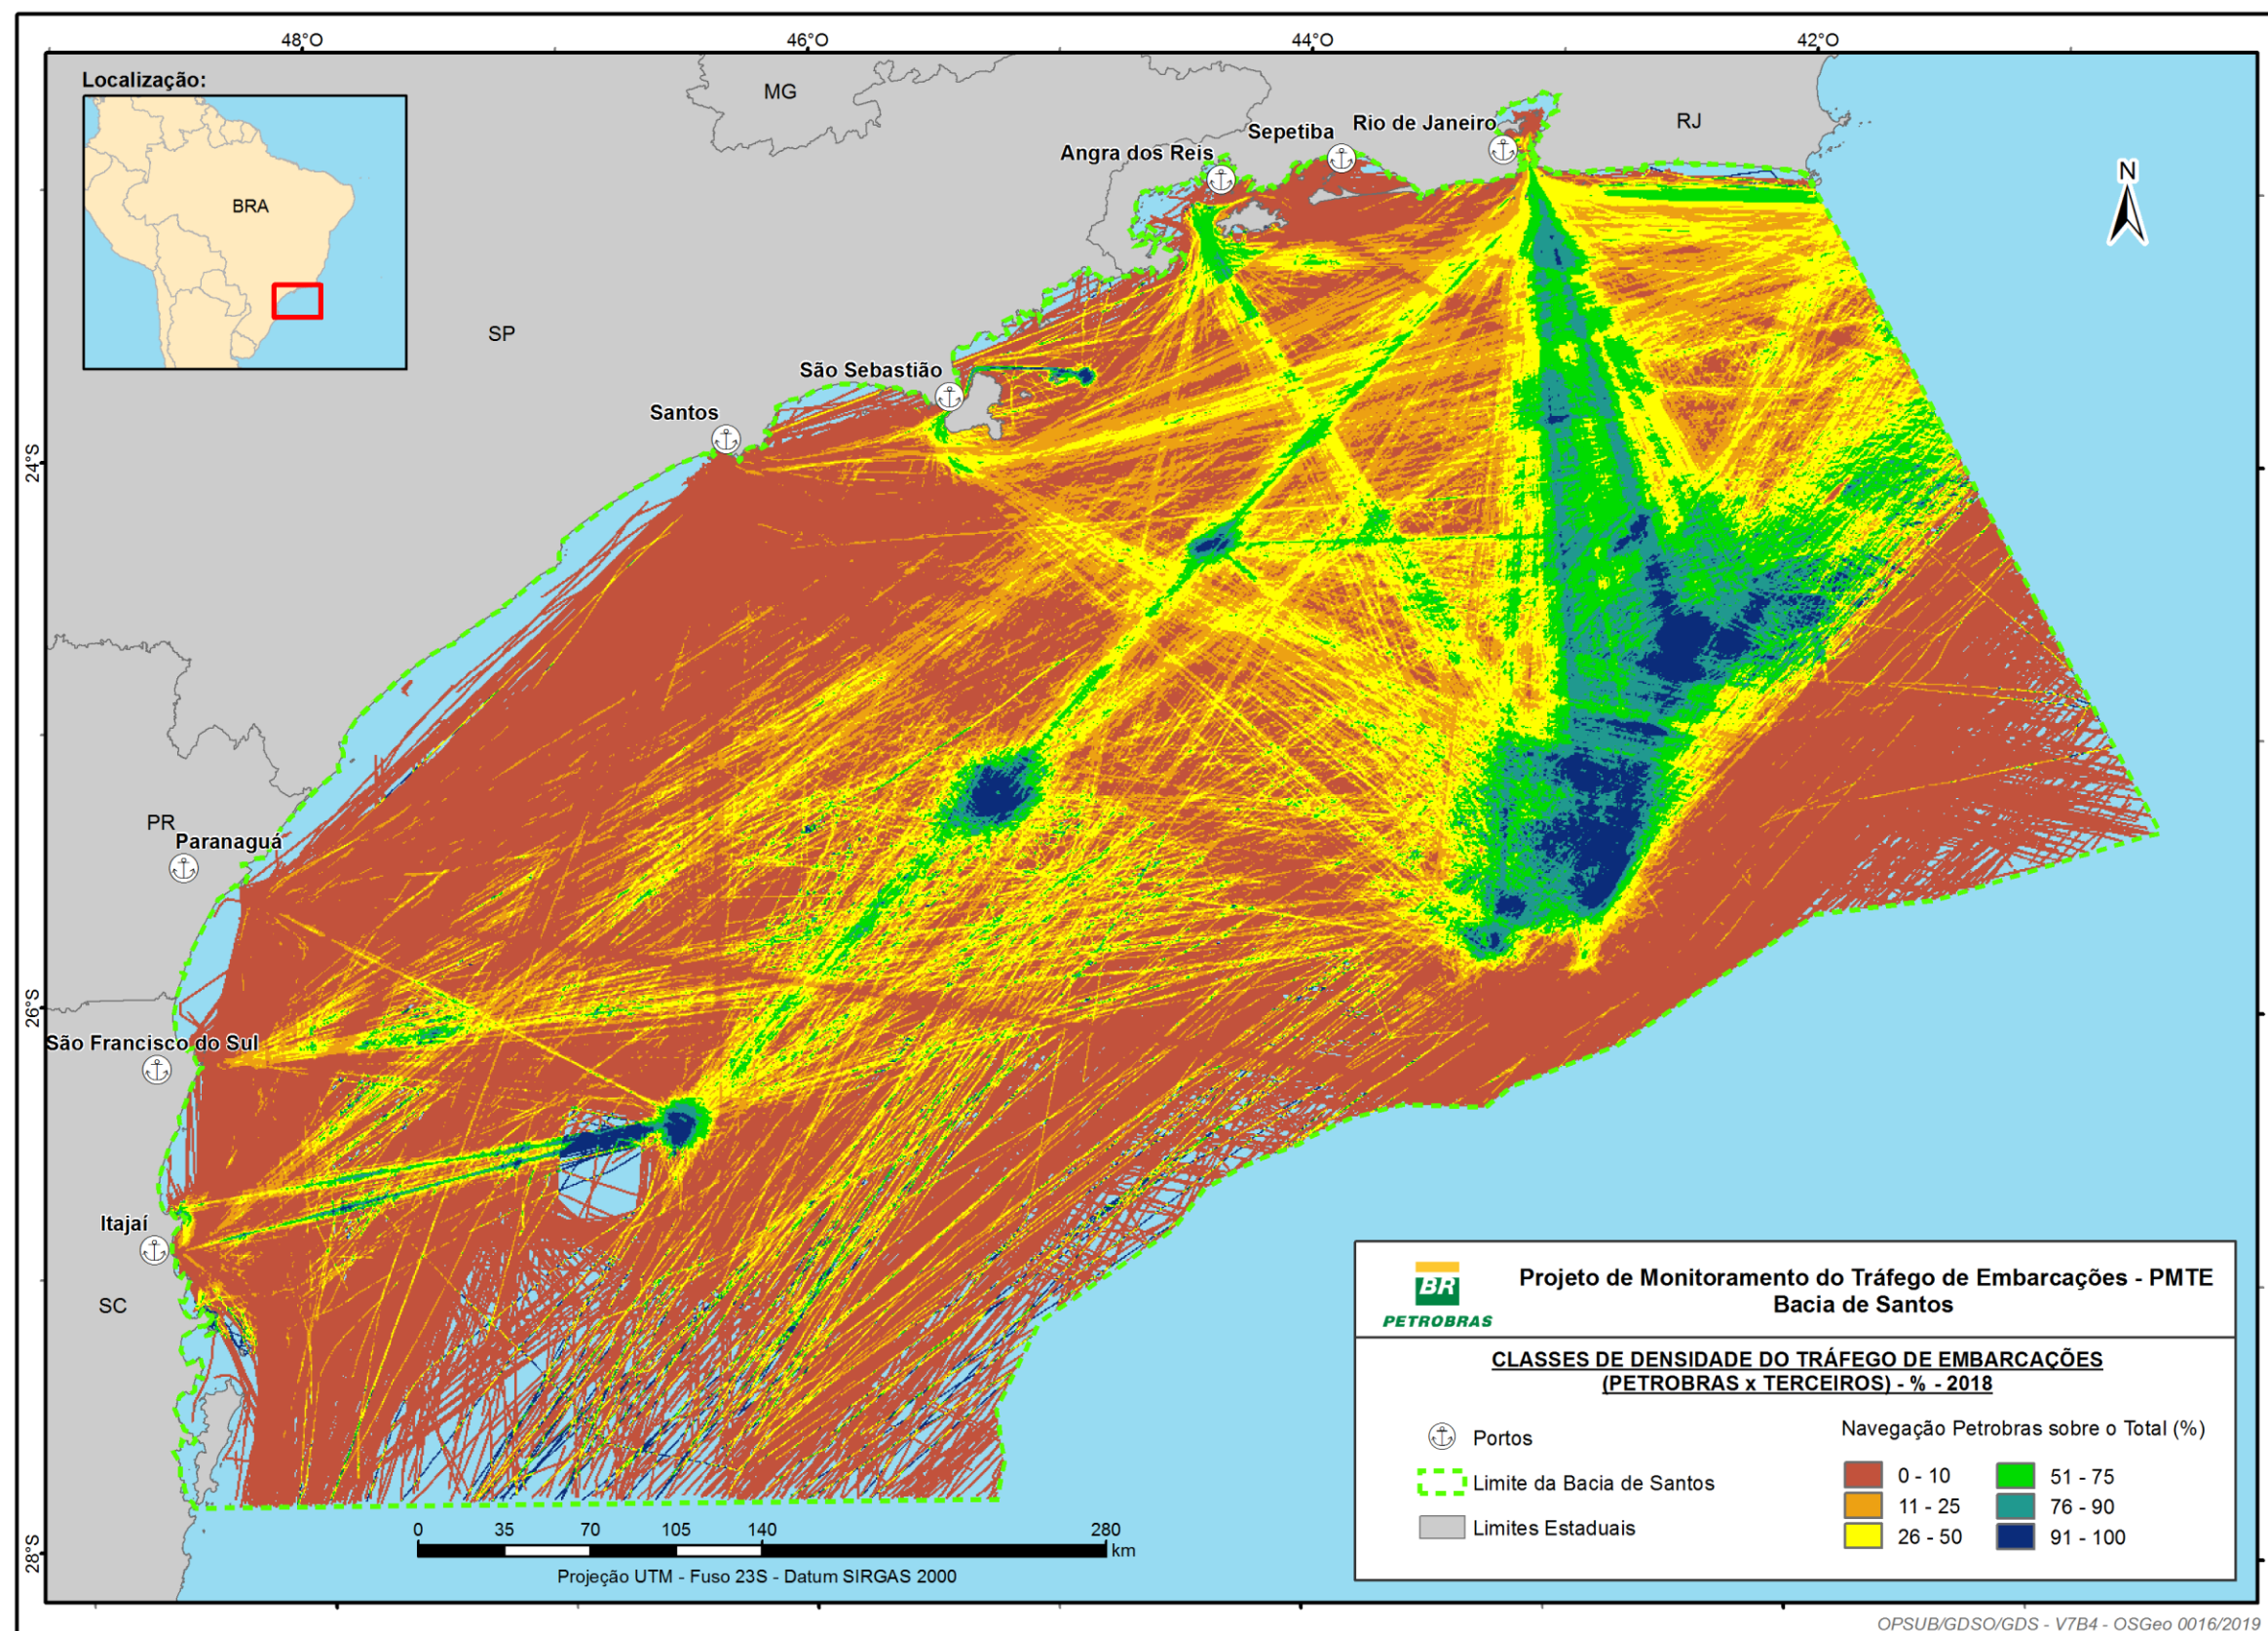 48°O
46°O
44°O
42°O
Localização:
BRA
MG
RJ
SP
PR
SC
N
Rio de Janeiro
Sepetiba
Angra dos Reis
São Sebastião
Santos
Paranaguá
São Francisco do Sul
Itajaí
24°S
26°S
28°S
0 35 70 105 140 280
km
Projeção UTM - Fuso 23S - Datum SIRGAS 2000
BR
PETROBRAS
Projeto de Monitoramento do Tráfego de Embarcações - PMTE
Bacia de Santos
CLASSES DE DENSIDADE DO TRÁFEGO DE EMBARCAÇÕES
(PETROBRAS x TERCEIROS) - % - 2018
Portos
Limite da Bacia de Santos
Limites Estaduais
Navegação Petrobras sobre o Total (%)
0 - 10
11 - 25
26 - 50
51 - 75
76 - 90
91 - 100
OPSUB/GDSO/GDS - V7B4 - OSGeo 0016/2019